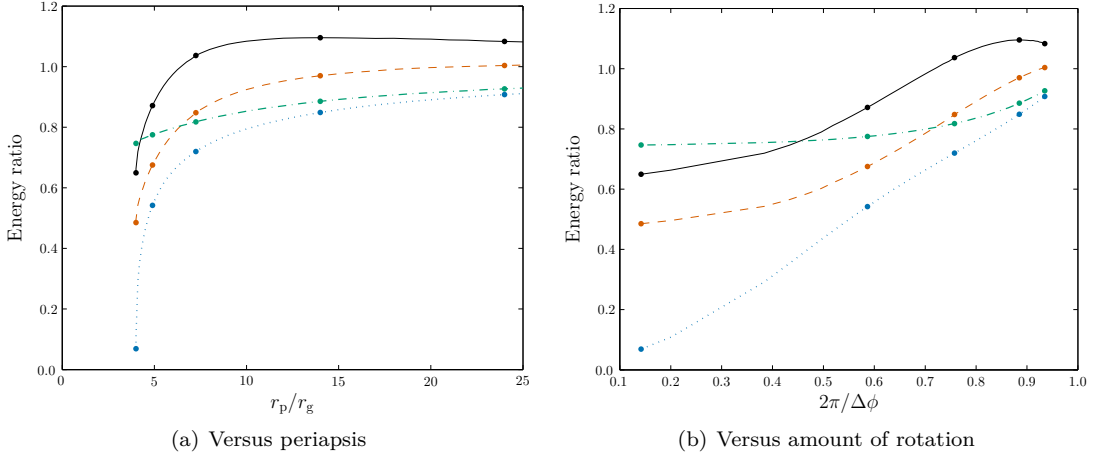 1.2
1.0
0.8
0.6
0.4
0.2
0.0
Energy ratio
0 5 10 15 20 25
r_p/r_g
(a) Versus periapsis
1.2
1.0
0.8
0.6
0.4
0.2
0.0
Energy ratio
0.1 0.2 0.3 0.4 0.5 0.6 0.7 0.8 0.9 1.0
2π/Δϕ
(b) Versus amount of rotation